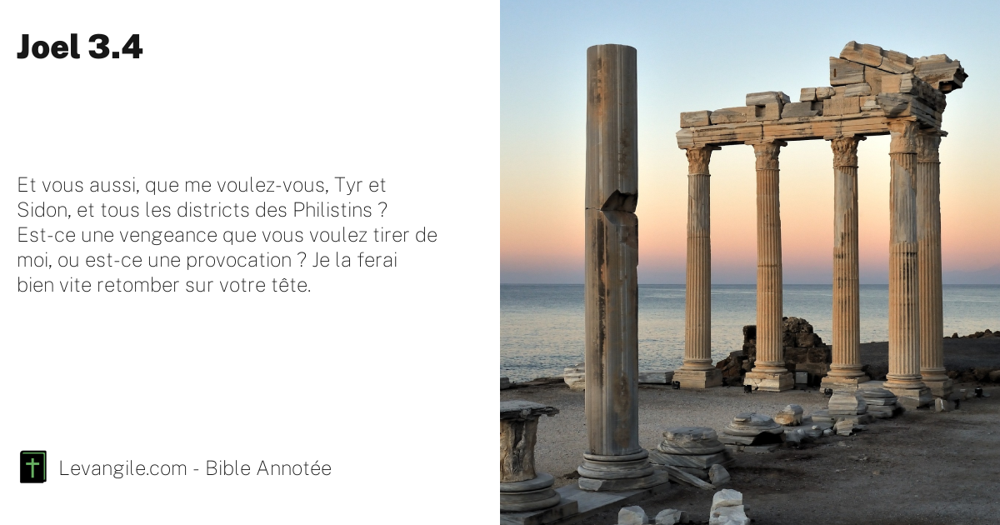 Joel 3.4
Et vous aussi, que me voulez-vous, Tyr et
Sidon, et tous les districts des Philistins ?
Est-ce une vengeance que vous voulez tirer de
moi, ou est-ce une provocation ? Je la ferai
bien vite retomber sur votre tête.
Levangile.com - Bible Annotée